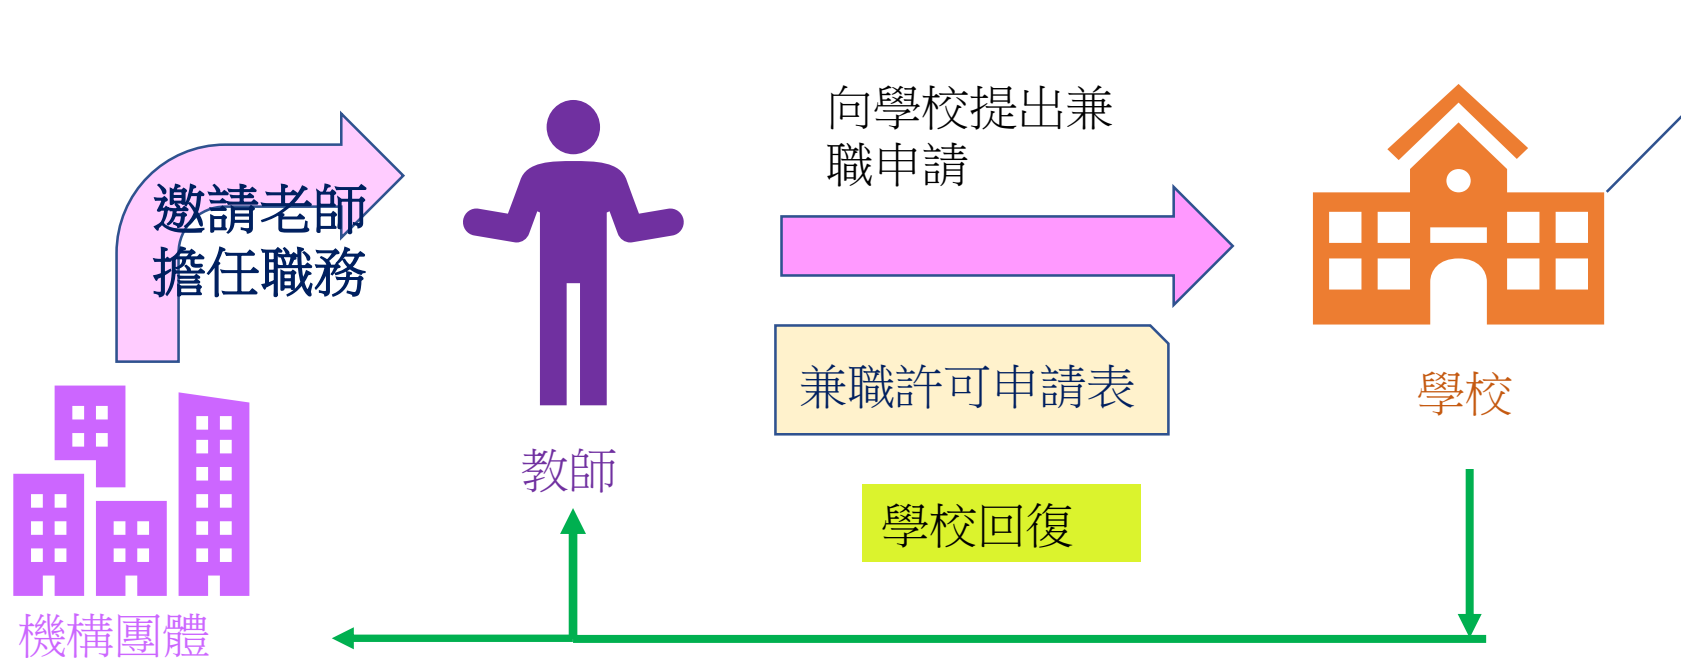 向學校提出兼
職申請
邀請老師
擔任職務
兼職許可申請表
學校
教師
學校回復
機構團體